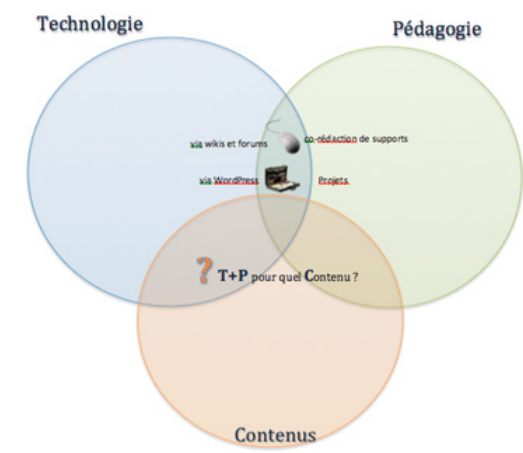 Technologie
Pédagogie
via wikis et forums
co-rédaction de supports
via WordPress
Projets
? T+P pour quel Contenu ?
Contenus